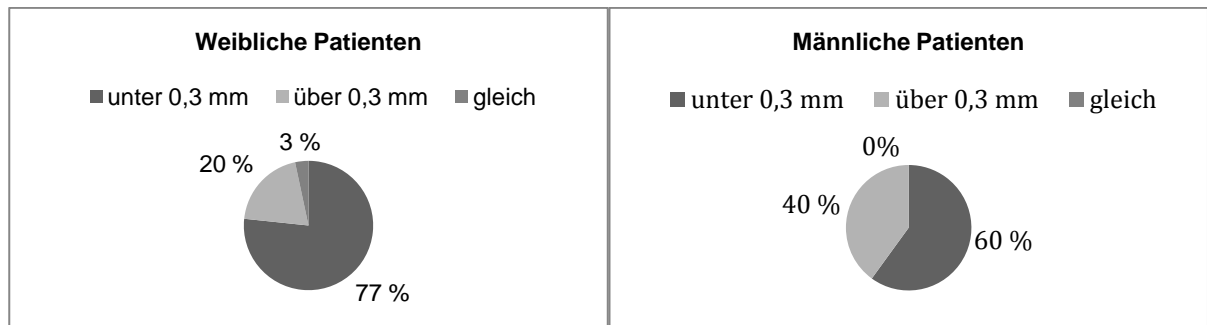 Weibliche Patienten
unter 0,3 mm über 0,3 mm gleich
3 %
20 %
77 %
Männliche Patienten
unter 0,3 mm über 0,3 mm gleich
0%
40 %
60 %